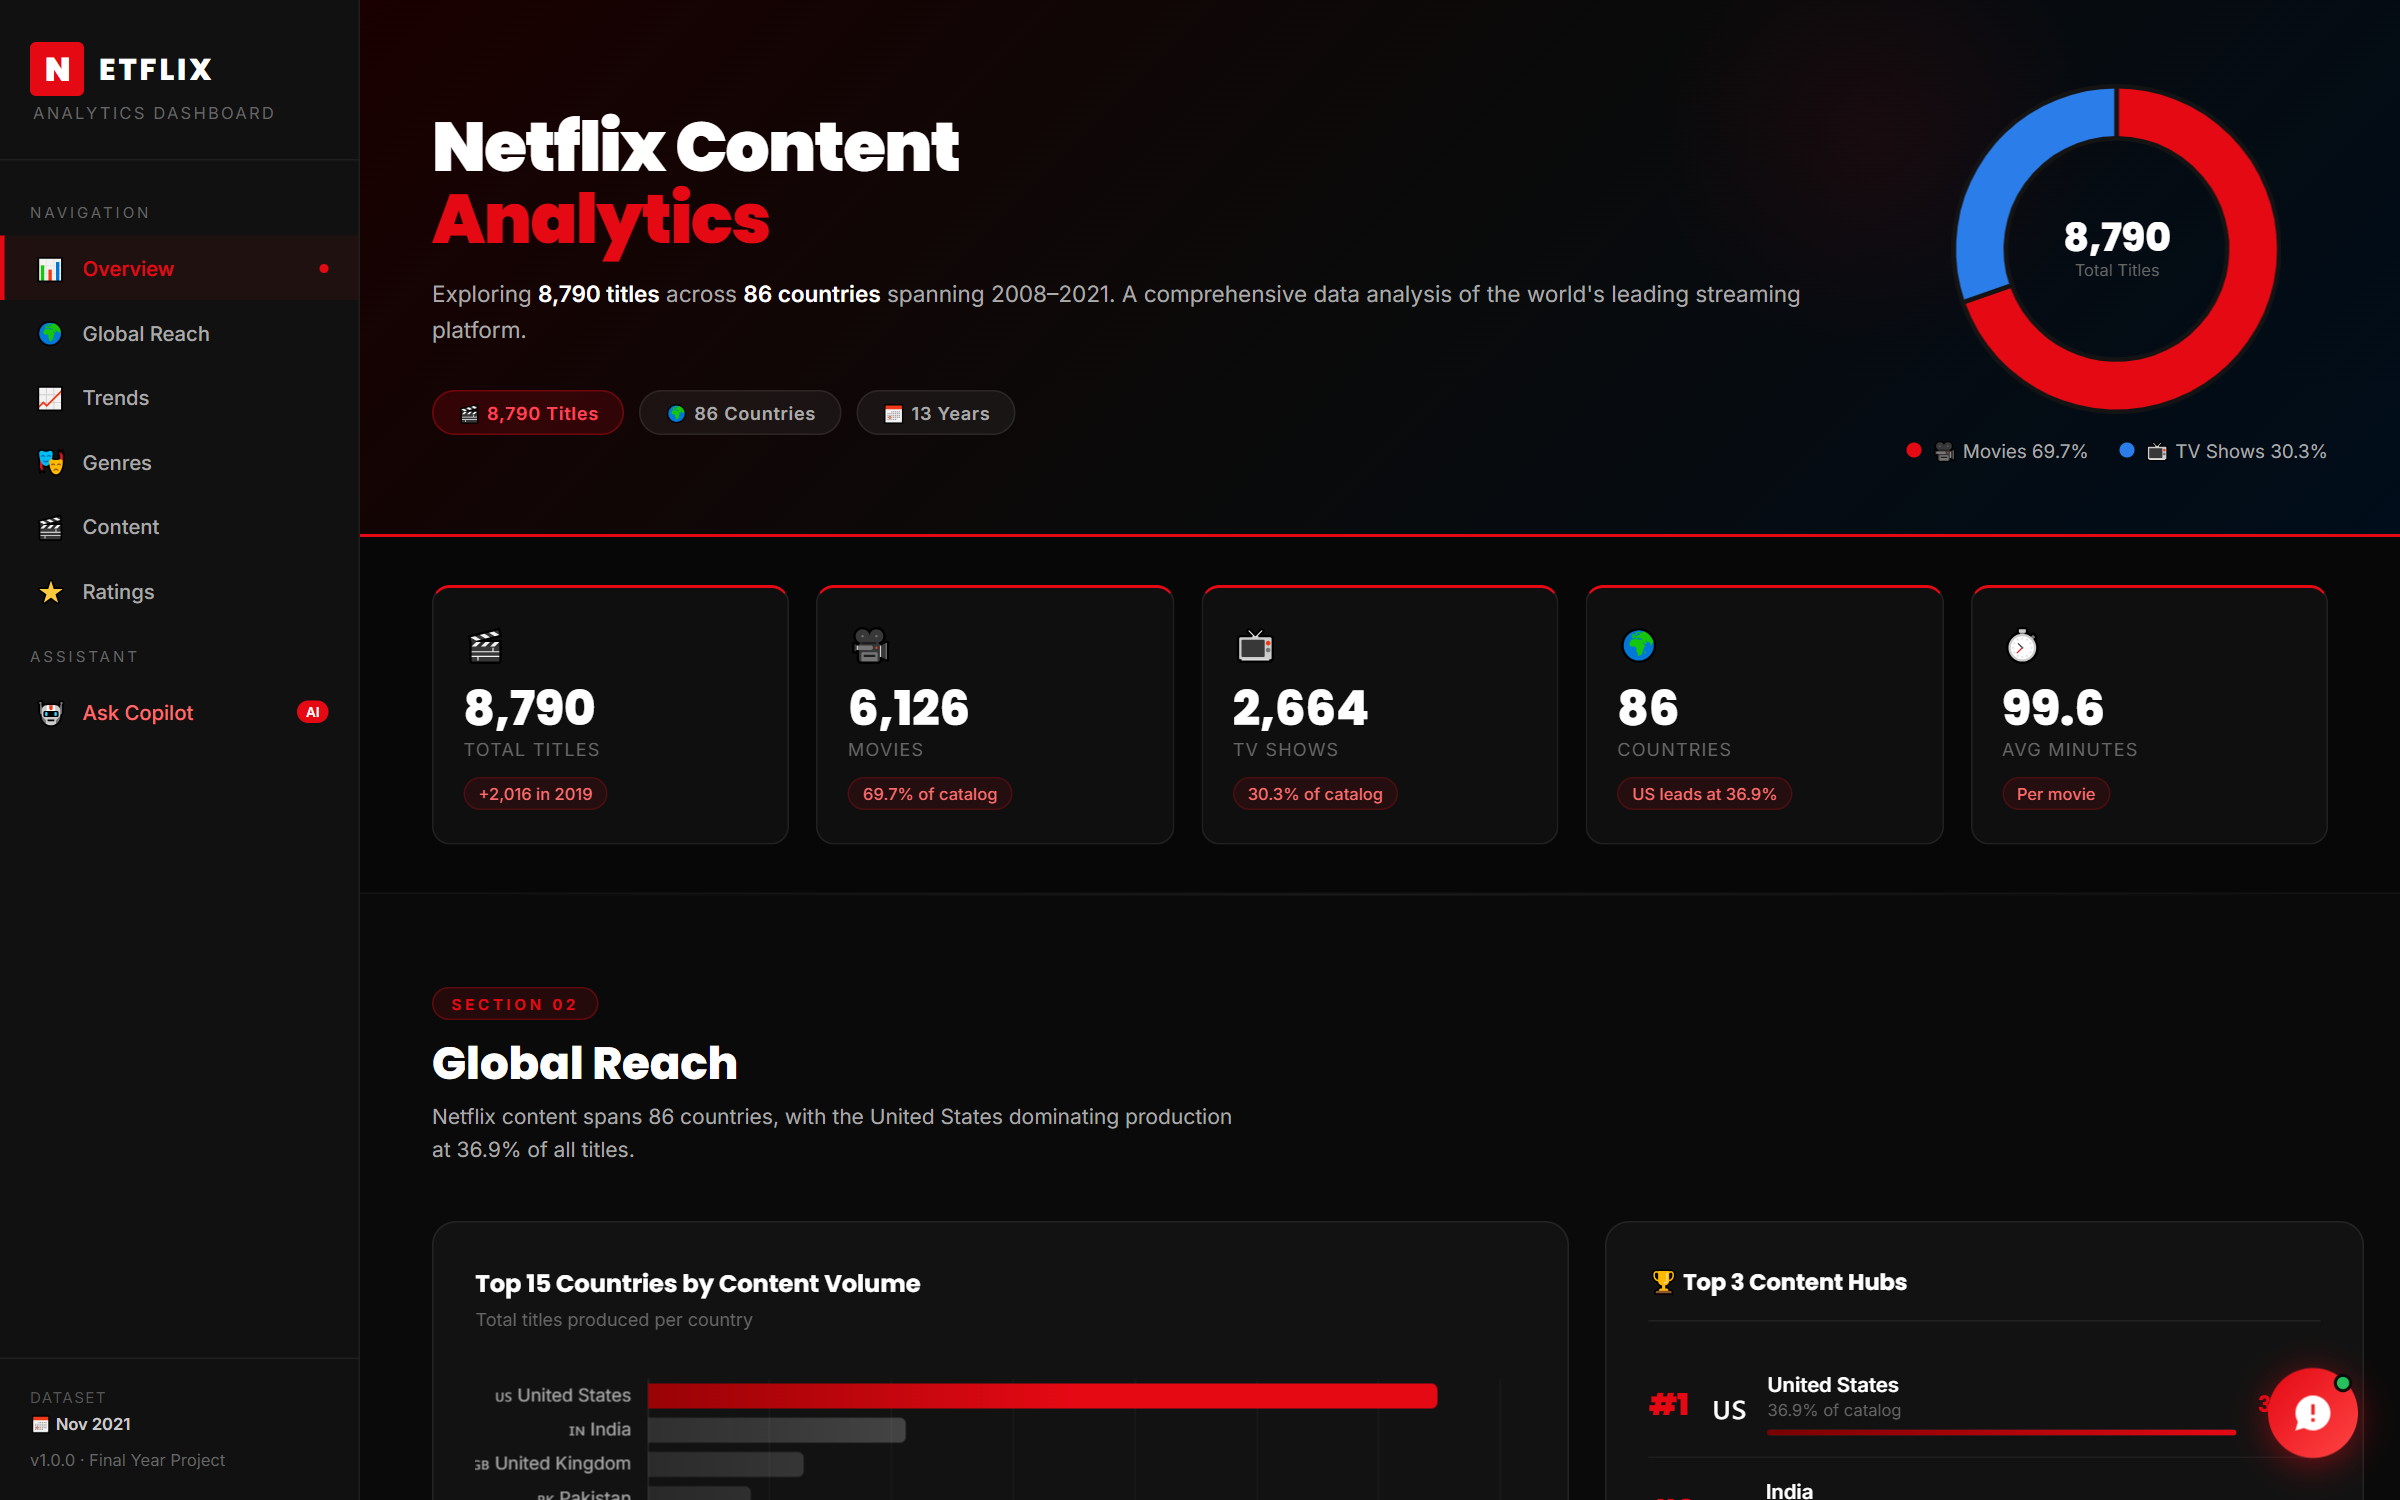 N ETFLIX
ANALYTICS DASHBOARD
NAVIGATION
Overview
Global Reach
Trends
Genres
Content
Ratings
ASSISTANT
Ask Copilot AI
DATASET
Nov 2021
v1.0.0 · Final Year Project
Netflix Content
Analytics
Exploring 8,790 titles across 86 countries spanning 2008–2021. A comprehensive data analysis of the world's leading streaming
platform.
8,790 Titles
86 Countries
13 Years
8,790
Total Titles
Movies 69.7%
TV Shows 30.3%
8,790
TOTAL TITLES
+2,016 in 2019
6,126
MOVIES
69.7% of catalog
2,664
TV SHOWS
30.3% of catalog
86
COUNTRIES
US leads at 36.9%
99.6
AVG MINUTES
Per movie
SECTION 02
Global Reach
Netflix content spans 86 countries, with the United States dominating production
at 36.9% of all titles.
Top 15 Countries by Content Volume
Total titles produced per country
US United States
IN India
GB United Kingdom
PK Pakistan
Top 3 Content Hubs
#1 US United States
36.9% of catalog
India